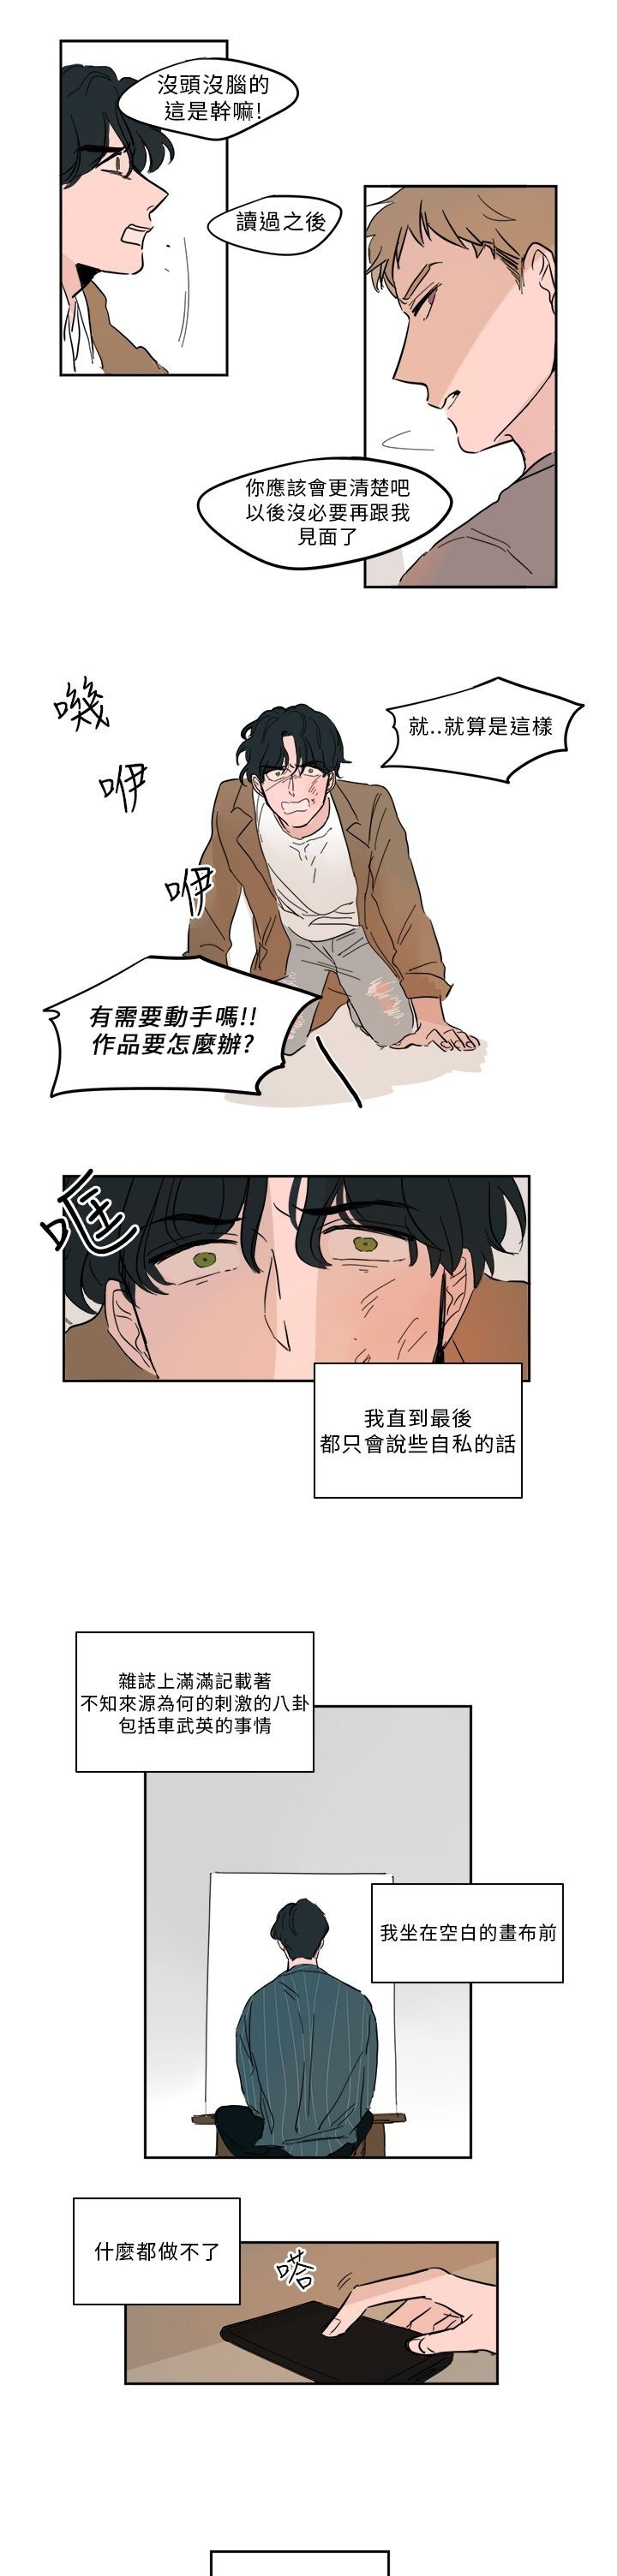 沒頭沒腦的
這是幹嘛!
讀過之後
你應該會更清楚吧
以後沒必要再跟我
見面了
嘰
咿
咿
就..就算是這樣
有需要動手嗎!!
作品要怎麼辦?
哐
我直到最後
都只會說些自私的話
雜誌上滿滿記載著
不知來源為何的刺激的八卦
包括車武英的事情
我坐在空白的畫布前
什麼都做不了
嗒